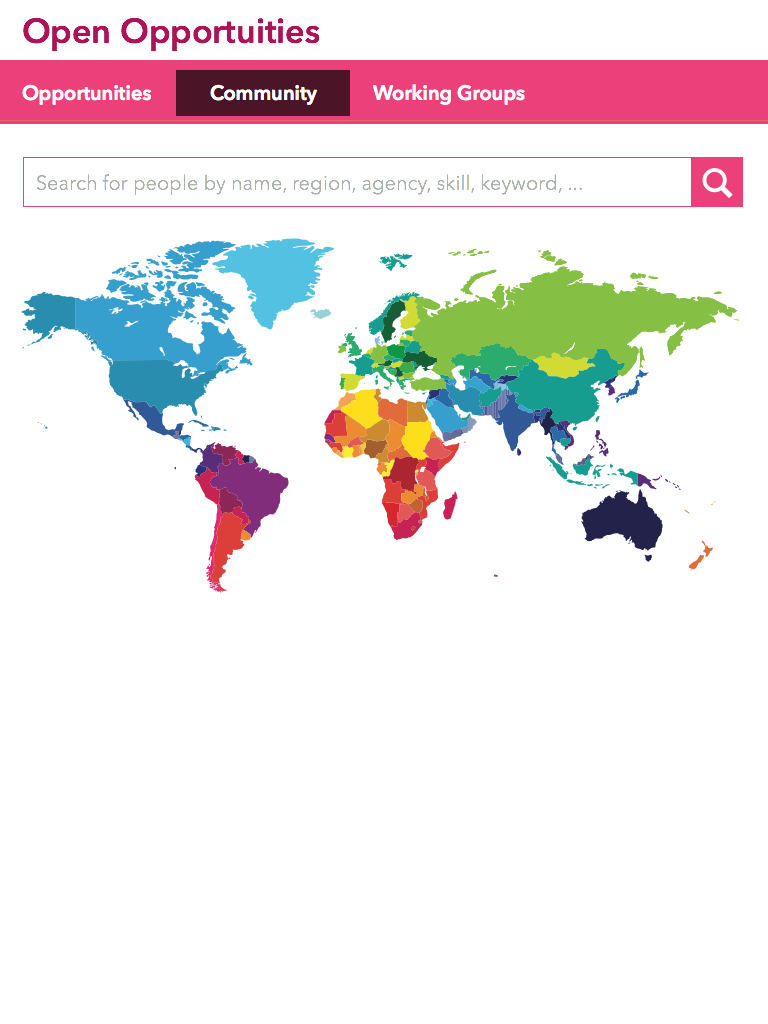 Open Opportuities
Opportunities Community Working Groups
Search for people by name, region, agency, skill, keyword, ...